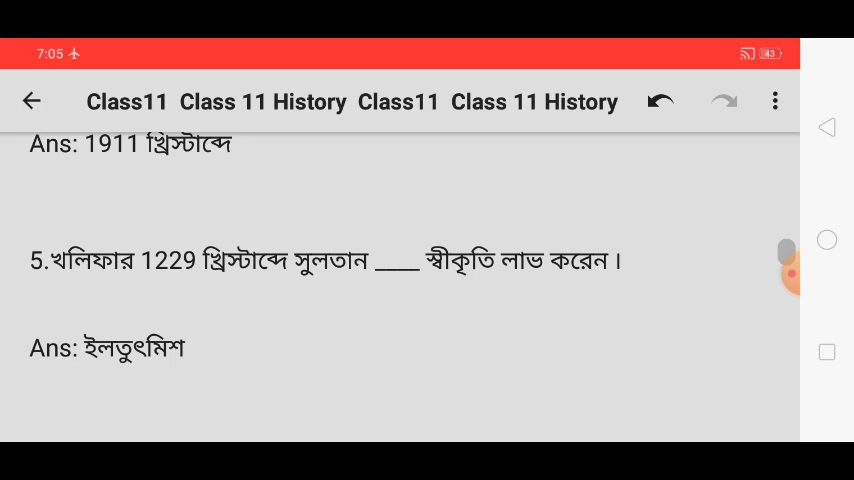 7:05
43
Class11 Class 11 History Class11 Class 11 History
Ans: 1911 খ্রিস্টাব্দে
5.খলিফার 1229 খ্রিস্টাব্দে সুলতান ____ স্বীকৃতি লাভ করেন ।
Ans: ইলতুৎমিশ